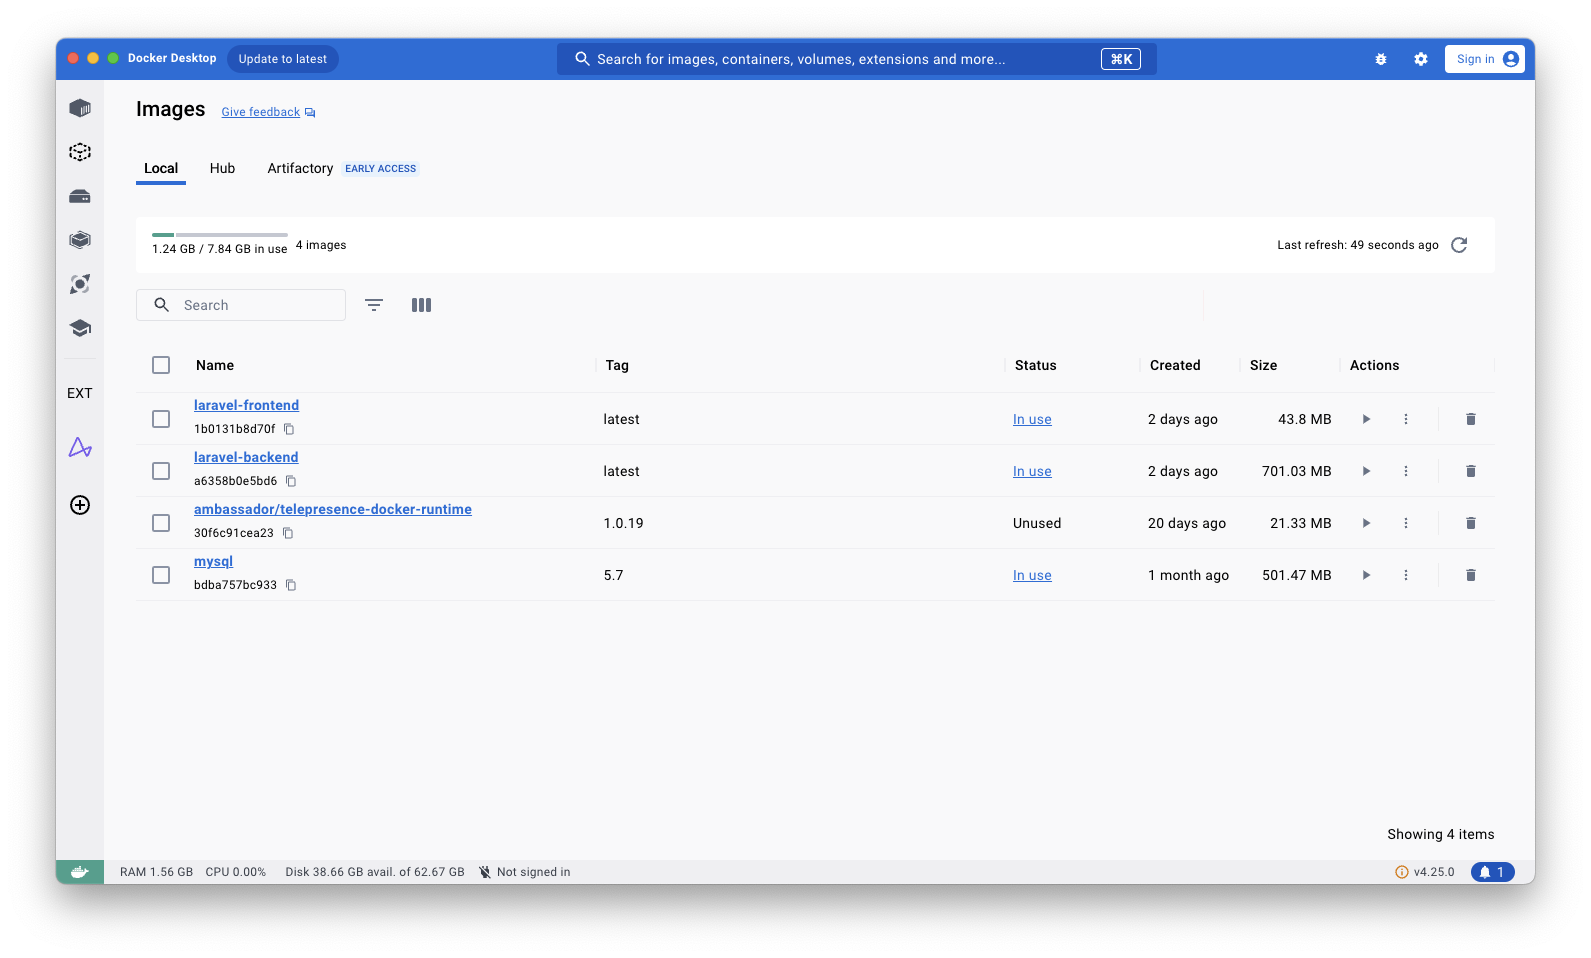 Docker Desktop Update to latest Search for images, containers, volumes, extensions and more... ⌘K Sign in
Images Give feedback
Local Hub Artifactory EARLY ACCESS
1.24 GB / 7.84 GB in use 4 images Last refresh: 49 seconds ago
Search
Name Tag Status Created Size Actions
EXT
laravel-frontend
1b0131b8d70f
latest In use 2 days ago 43.8 MB
laravel-backend
a6358b0e5bd6
latest In use 2 days ago 701.03 MB
ambassador/telepresence-docker-runtime
30f6c91cea23
1.0.19 Unused 20 days ago 21.33 MB
mysql
bdba757bc933
5.7 In use 1 month ago 501.47 MB
Showing 4 items
RAM 1.56 GB CPU 0.00% Disk 38.66 GB avail. of 62.67 GB Not signed in v4.25.0 1